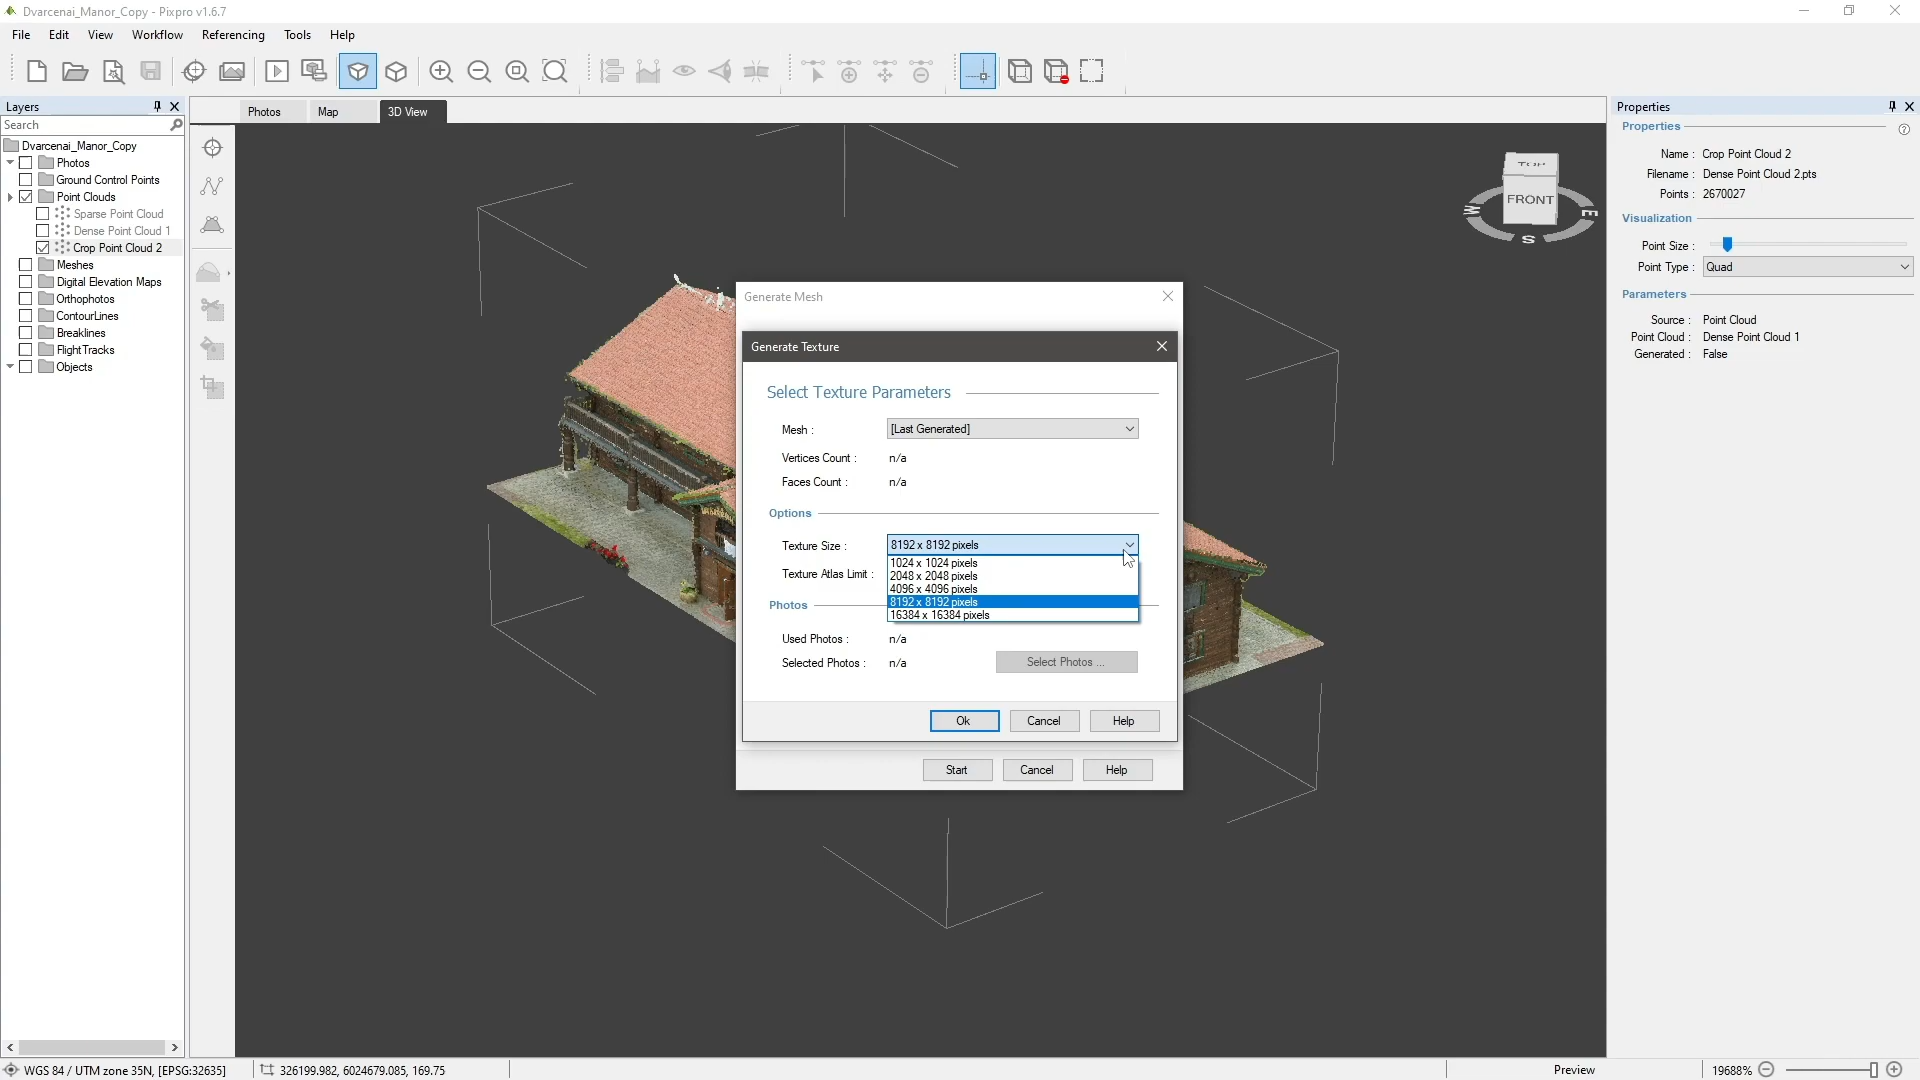 Dvarcenai_Manor_Copy - Pixpro v1.6.7
File Edit View Workflow Referencing Tools Help
Layers
Search
Dvarcenai_Manor_Copy
Photos
Ground Control Points
Point Clouds
Sparse Point Cloud
Dense Point Cloud 1
Crop Point Cloud 2
Meshes
Digital Elevation Maps
Orthophotos
ContourLines
Breaklines
FlightTracks
Objects
Photos Map 3D View
TOP
FRONT
W
S
E
Generate Mesh
Generate Texture
Select Texture Parameters
Mesh : [Last Generated]
Vertices Count : n/a
Faces Count : n/a
Options
Texture Size : 8192 x 8192 pixels
1024 x 1024 pixels
2048 x 2048 pixels
Texture Atlas Limit :
4096 x 4096 pixels
8192 x 8192 pixels
16384 x 16384 pixels
Photos
Used Photos : n/a
Selected Photos : n/a Select Photos ...
Ok Cancel Help
Start Cancel Help
Properties
Properties
Name : Crop Point Cloud 2
Filename : Dense Point Cloud 2.pts
Points : 2670027
Visualization
Point Size :
Point Type : Quad
Parameters
Source : Point Cloud
Point Cloud : Dense Point Cloud 1
Generated : False
WGS 84 / UTM zone 35N, [EPSG:32635] 326199.982, 6024679.085, 169.75 Preview 19688%